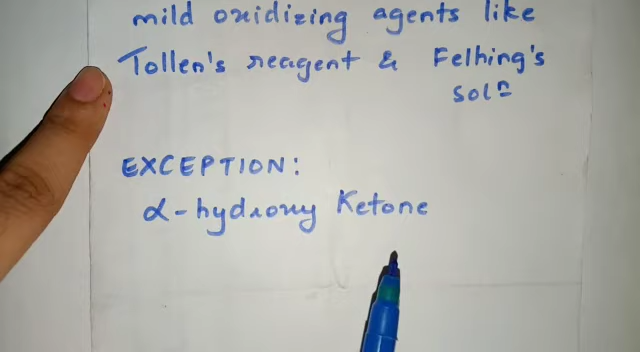 mild oxidizing agents like
Tollen's reagent & Felhing's
solⁿ
EXCEPTION:
α-hydroxy Ketone